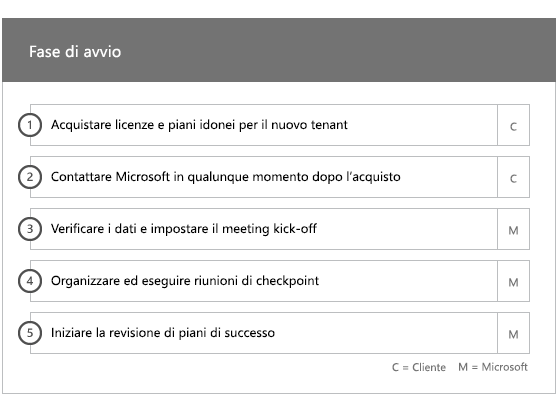 Fase di avvio
1 Acquistare licenze e piani idonei per il nuovo tenant C
2 Contattare Microsoft in qualunque momento dopo l'acquisto C
3 Verificare i dati e impostare il meeting kick-off M
4 Organizzare ed eseguire riunioni di checkpoint M
5 Iniziare la revisione di piani di successo M
C = Cliente M = Microsoft